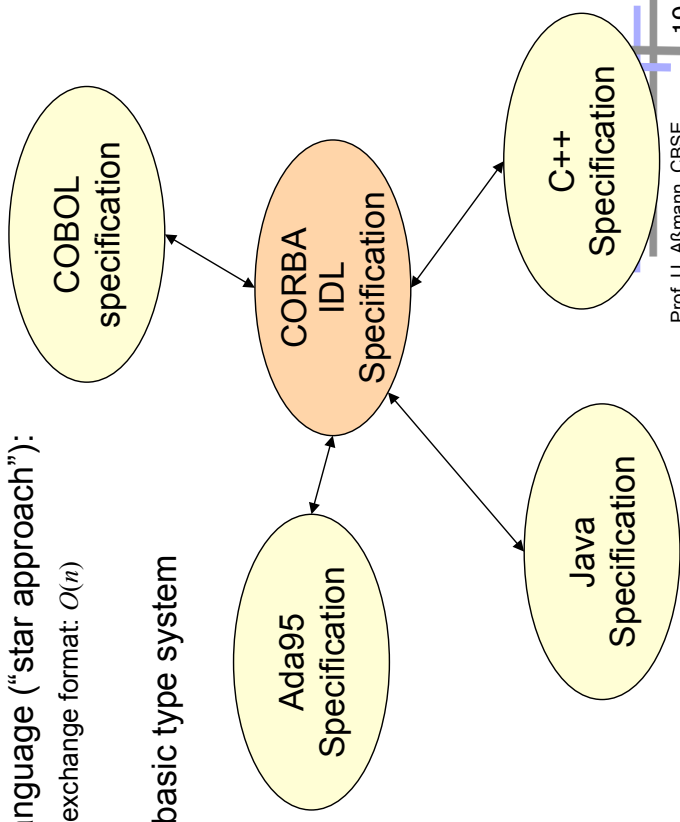 nguage ("star approach"):
exchange format: O(n)
basic type system
COBOL
specification
CORBA
IDL
Specification
Ada95
Specification
Java
Specification
C++
Specification
Prof. U. Aßmann, CBSE